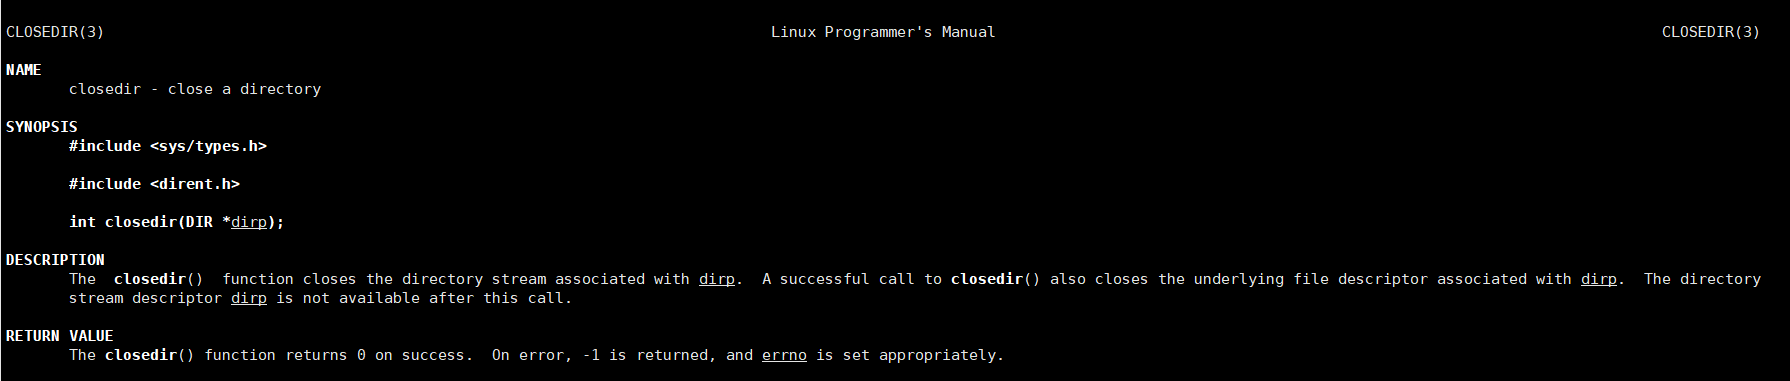 CLOSEDIR(3) Linux Programmer's Manual CLOSEDIR(3)
NAME
closedir - close a directory
SYNOPSIS
#include <sys/types.h>
#include <dirent.h>
int closedir(DIR *dirp);
DESCRIPTION
The closedir() function closes the directory stream associated with dirp. A successful call to closedir() also closes the underlying file descriptor associated with dirp. The directory
stream descriptor dirp is not available after this call.
RETURN VALUE
The closedir() function returns 0 on success. On error, -1 is returned, and errno is set appropriately.